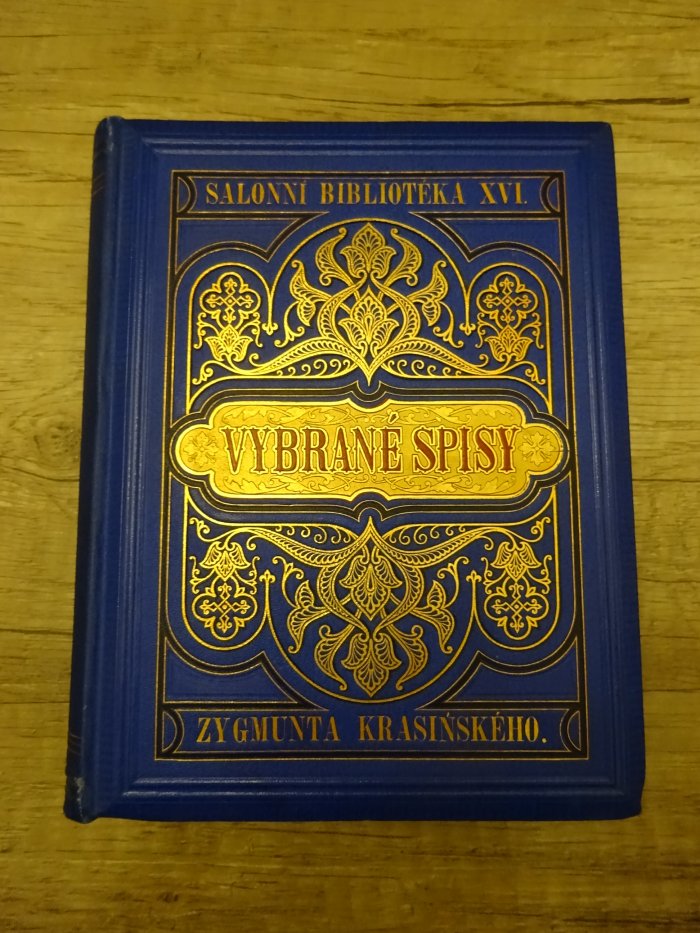 SALONNÍ BIBLIOTÉKA XVI.
VYBRANÉ SPISY
ZYGMUNTA KRASIŃSKÉHO.